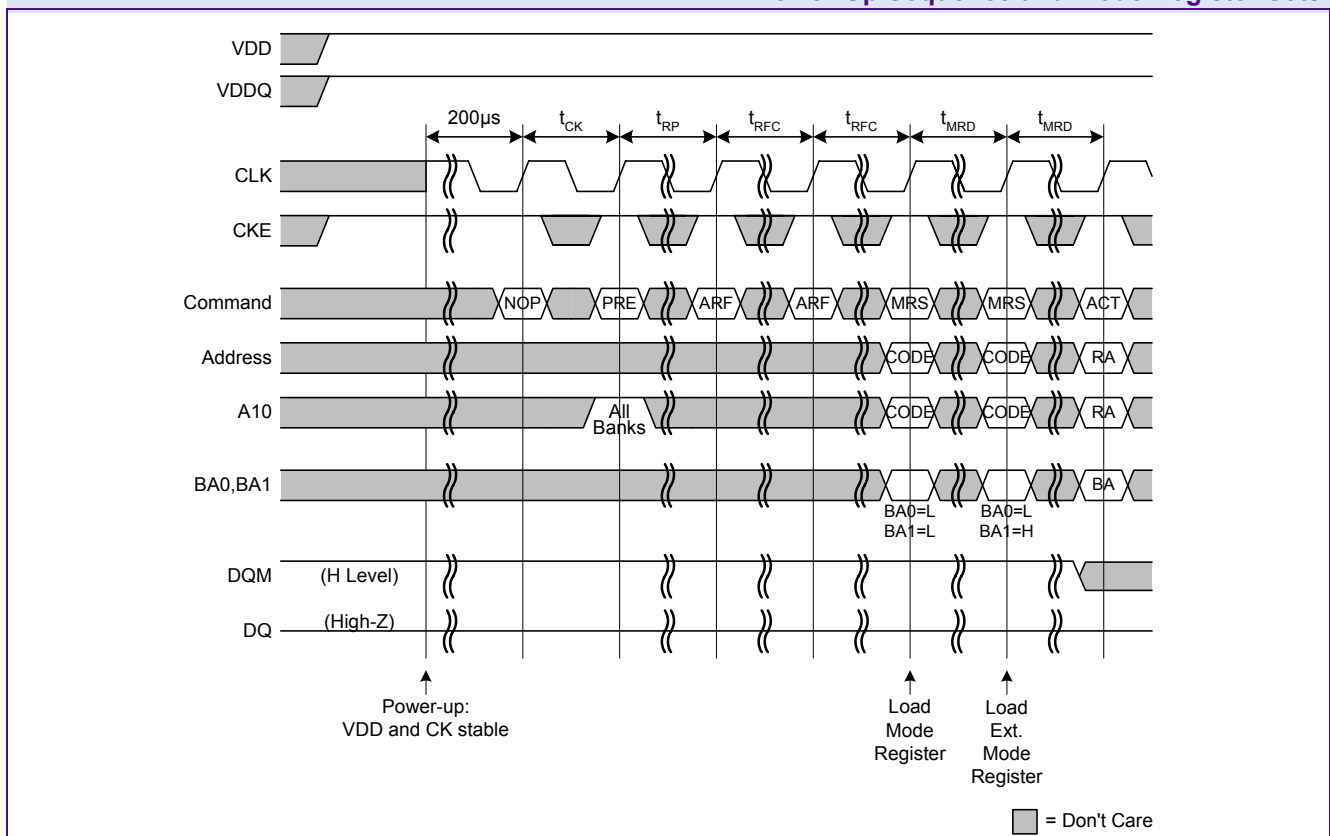 VDD
VDDQ
200µs tCK tRP tRFC tRFC tMRD tMRD
CLK
CKE
Command NOP PRE ARF ARF MRS MRS ACT
Address CODE CODE RA
A10 All Banks CODE CODE RA
BA0,BA1 BA
BA0=L BA0=L
BA1=L BA1=H
DQM (H Level)
DQ (High-Z)
Power-up:
VDD and CK stable
Load
Mode
Register
Load
Ext.
Mode
Register
= Don't Care